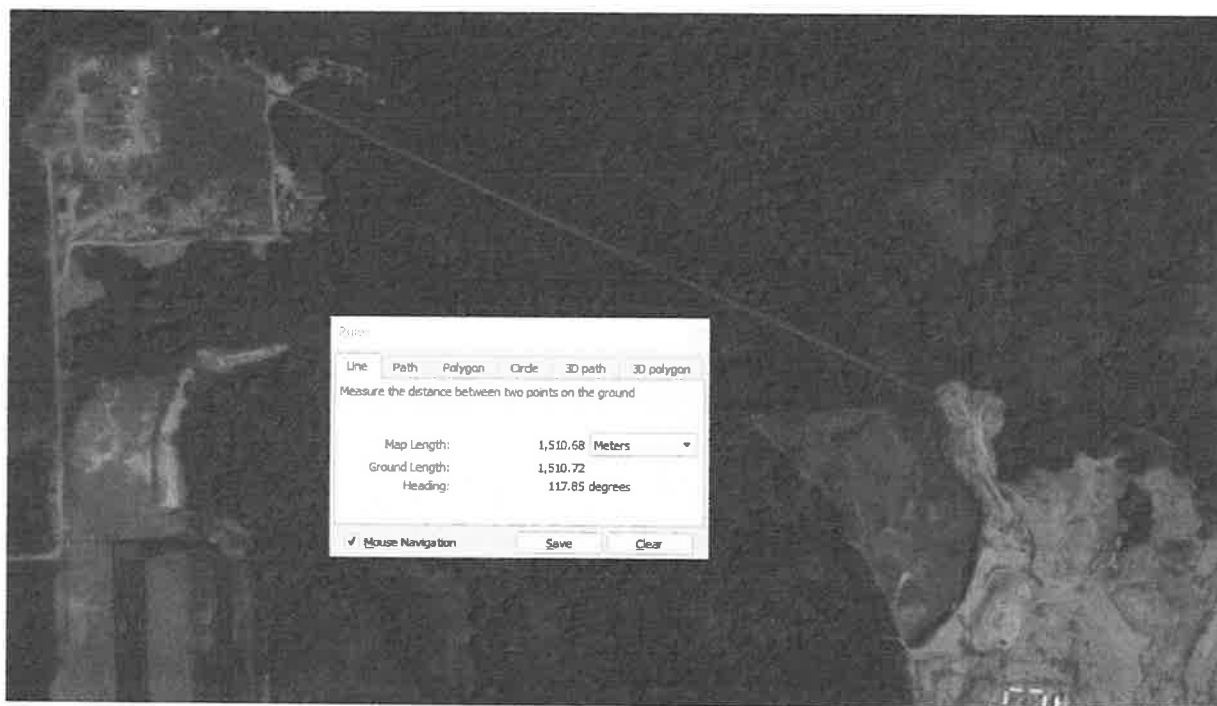 Ruler
Line Path Polygon Circle 3D path 3D polygon
Measure the distance between two points on the ground
Map Length: 1,510.68 Meters
Ground Length: 1,510.72
Heading: 117.85 degrees
Mouse Navigation Save Clear